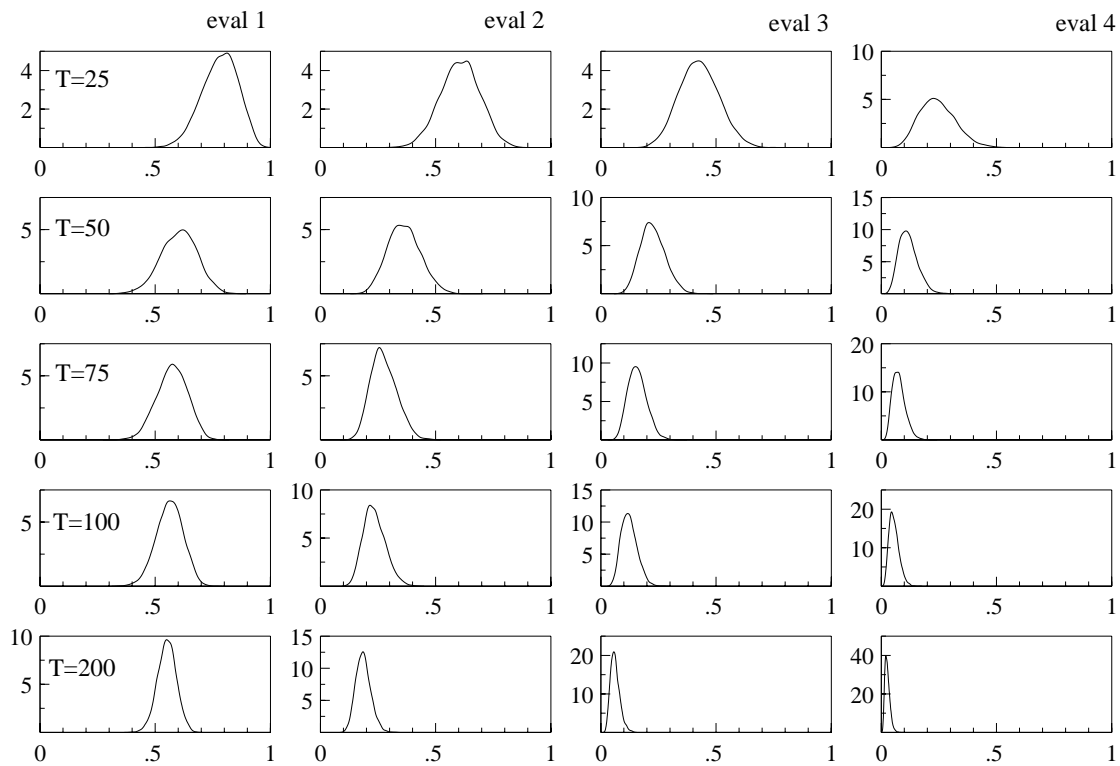 eval 1 eval 2 eval 3 eval 4
4 2 T=25 0 .5 1
4 2 0 .5 1
4 2 0 .5 1
10 5 0 .5 1
5 T=50 0 .5 1
5 0 .5 1
10 5 0 .5 1
15 10 5 0 .5 1
5 T=75 0 .5 1
5 0 .5 1
10 5 0 .5 1
20 10 0 .5 1
5 T=100 0 .5 1
10 5 0 .5 1
15 10 5 0 .5 1
20 10 0 .5 1
10 5 T=200 0 .5 1
15 10 5 0 .5 1
20 10 0 .5 1
40 20 0 .5 1